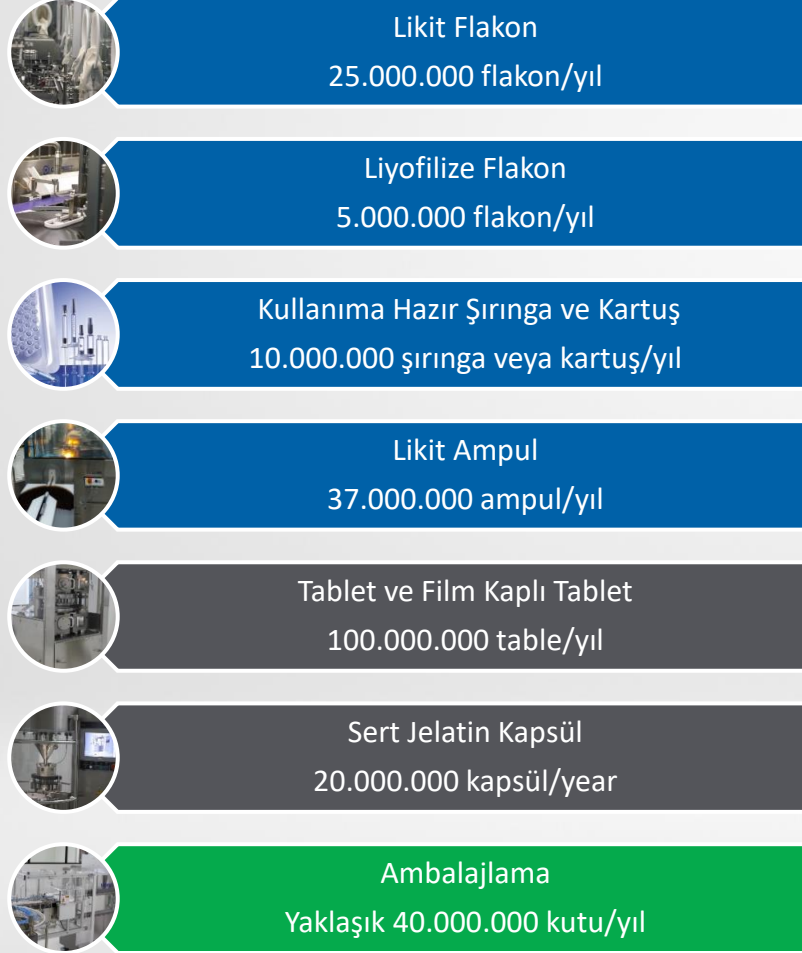 Likit Flakon
25.000.000 flakon/yıl
Liyofilize Flakon
5.000.000 flakon/yıl
Kullanıma Hazır Şırınga ve Kartuş
10.000.000 şırınga veya kartuş/yıl
Likit Ampul
37.000.000 ampul/yıl
Tablet ve Film Kaplı Tablet
100.000.000 table/yıl
Sert Jelatin Kapsül
20.000.000 kapsül/year
Ambalajlama
Yaklaşık 40.000.000 kutu/yıl